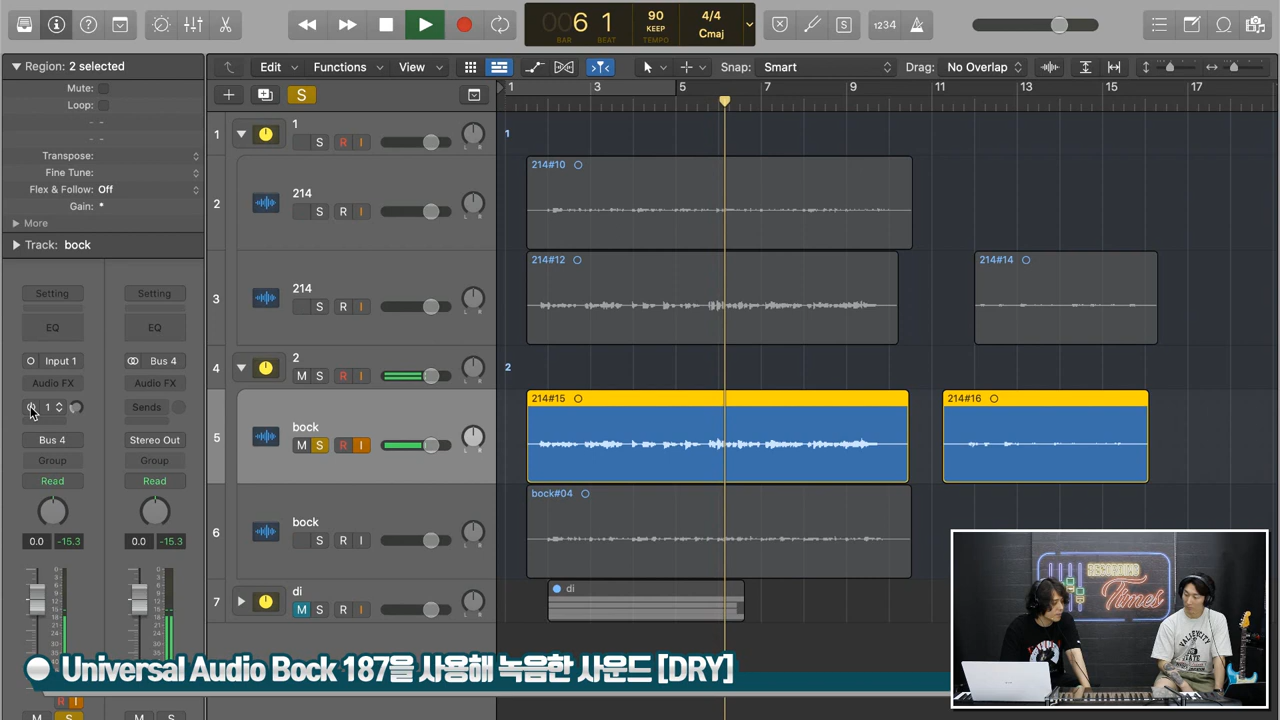 6 1
BAR BEAT
90
KEEP
TEMPO
4/4
Cmaj
1234
Region: 2 selected
Mute:
Loop:
Transpose:
Fine Tune:
Flex & Follow: Off
Gain:
More
Track: bock
Setting
Setting
EQ
EQ
Input 1
Bus 4
Audio FX
Audio FX
1
Sends
Bus 4
Stereo Out
Group
Group
Read
Read
0.0 -15.3
0.0 -15.3
Edit
Functions
View
Snap: Smart
Drag: No Overlap
S
1 3 5 7 9 11 13 15 17
1
1
S R I
1
2
214
S R I
214#10
3
214
S R I
214#12
214#14
4
2
M S R I
2
5
bock
M S R I
214#15
214#16
6
bock
S R I
bock#04
7
di
M S R I
di
RECORDING
Times
Universal Audio Bock 187을 사용해 녹음한 사운드 [DRY]
R I
M S
M S